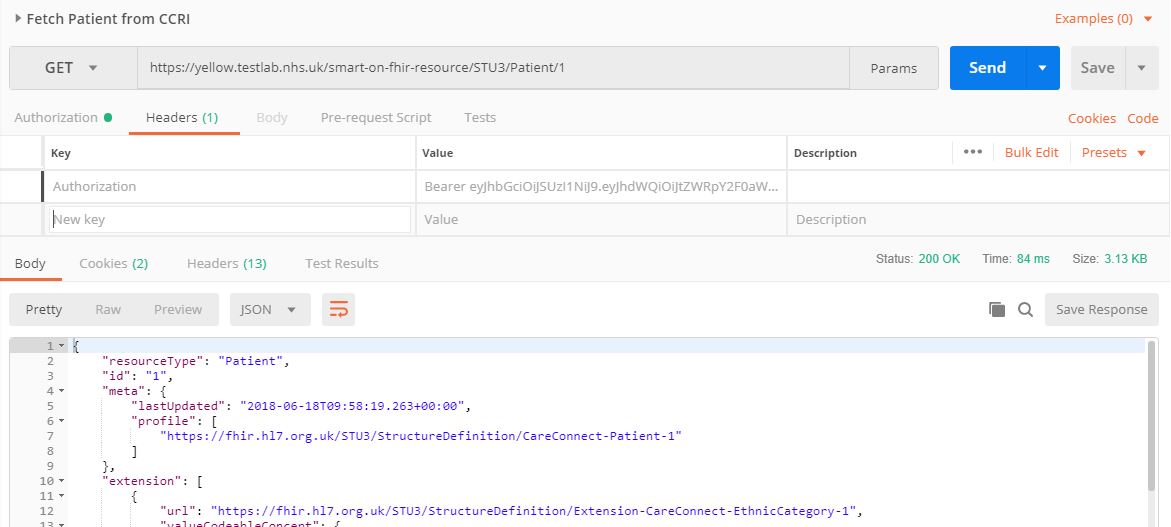 Fetch Patient from CCRI Examples (0)
GET https://yellow.testlab.nhs.uk/smart-on-fhir-resource/STU3/Patient/1 Params Send Save
Authorization Headers (1) Body Pre-request Script Tests Cookies Code
Key Value Description ••• Bulk Edit Presets
Authorization Bearer eyJhbGciOiJSUzI1NiJ9.eyJhdWQiOiJtZWRpY2F0aW...
New key Value Description
Body Cookies (2) Headers (13) Test Results Status: 200 OK Time: 84 ms Size: 3.13 KB
Pretty Raw Preview JSON Save Response
1 {
2 "resourceType": "Patient",
3 "id": "1",
4 "meta": {
5 "lastUpdated": "2018-06-18T09:58:19.263+00:00",
6 "profile": [
7 "https://fhir.hl7.org.uk/STU3/StructureDefinition/CareConnect-Patient-1"
8 ]
9 },
10 "extension": [
11 {
12 "url": "https://fhir.hl7.org.uk/STU3/StructureDefinition/Extension-CareConnect-EthnicCategory-1",
13 "valueCodeableConcept": {